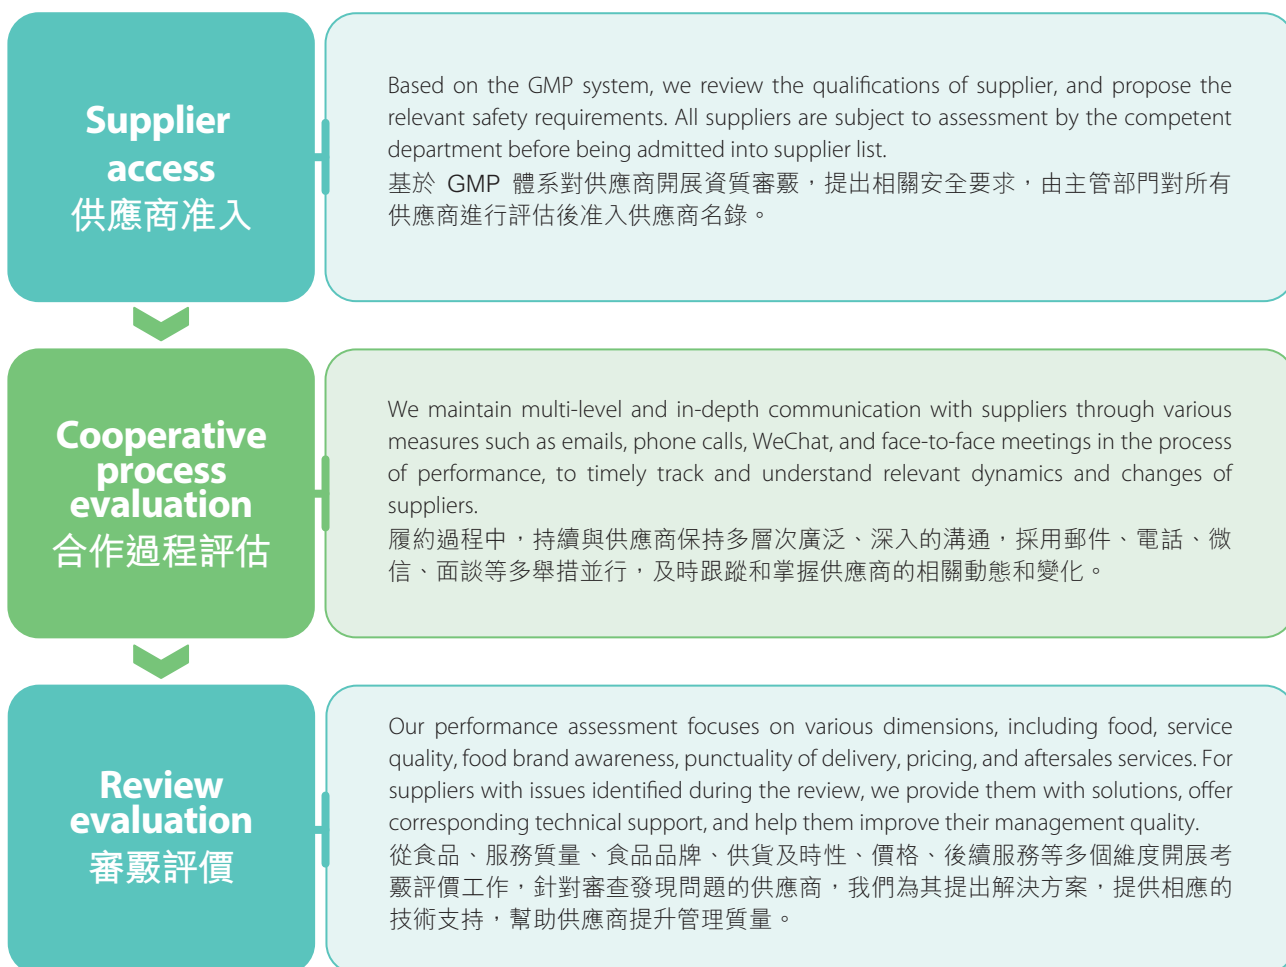 Supplier
access
供應商准入
Based on the GMP system, we review the qualifications of supplier, and propose the
relevant safety requirements. All suppliers are subject to assessment by the competent
department before being admitted into supplier list.
基於 GMP 體系對供應商開展資質審覈，提出相關安全要求，由主管部門對所有
供應商進行評估後准入供應商名錄。
Cooperative
process
evaluation
合作過程評估
We maintain multi-level and in-depth communication with suppliers through various
measures such as emails, phone calls, WeChat, and face-to-face meetings in the process
of performance, to timely track and understand relevant dynamics and changes of
suppliers.
履約過程中，持續與供應商保持多層次廣泛、深入的溝通，採用郵件、電話、微
信、面談等多舉措並行，及時跟蹤和掌握供應商的相關動態和變化。
Review
evaluation
審覈評價
Our performance assessment focuses on various dimensions, including food, service
quality, food brand awareness, punctuality of delivery, pricing, and aftersales services. For
suppliers with issues identified during the review, we provide them with solutions, offer
corresponding technical support, and help them improve their management quality.
從食品、服務質量、食品品牌、供貨及時性、價格、後續服務等多個維度開展考
覈評價工作，針對審查發現問題的供應商，我們為其提出解決方案，提供相應的
技術支持，幫助供應商提升管理質量。